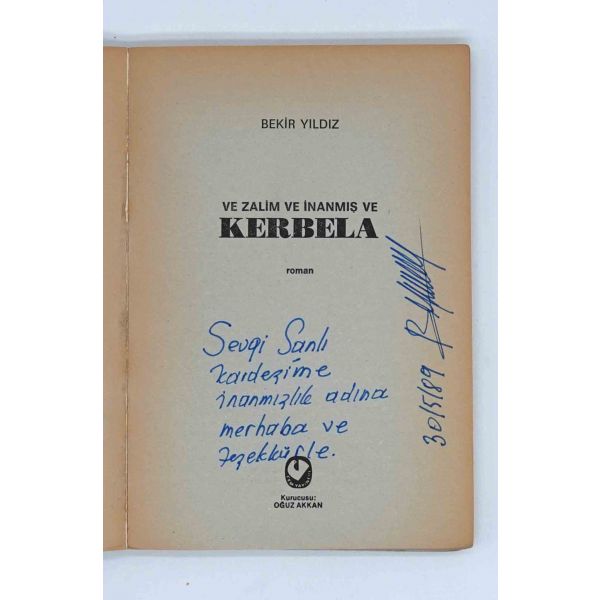 BEKİR YILDIZ
VE ZALİM VE İNANMIŞ VE
KERBELA
roman
Sevgi Sanlı
kardeşime
inanmışlık adına
merhaba ve
teşekkürle.
30/5/89
Kurucusu:
OĞUZ AKKAN